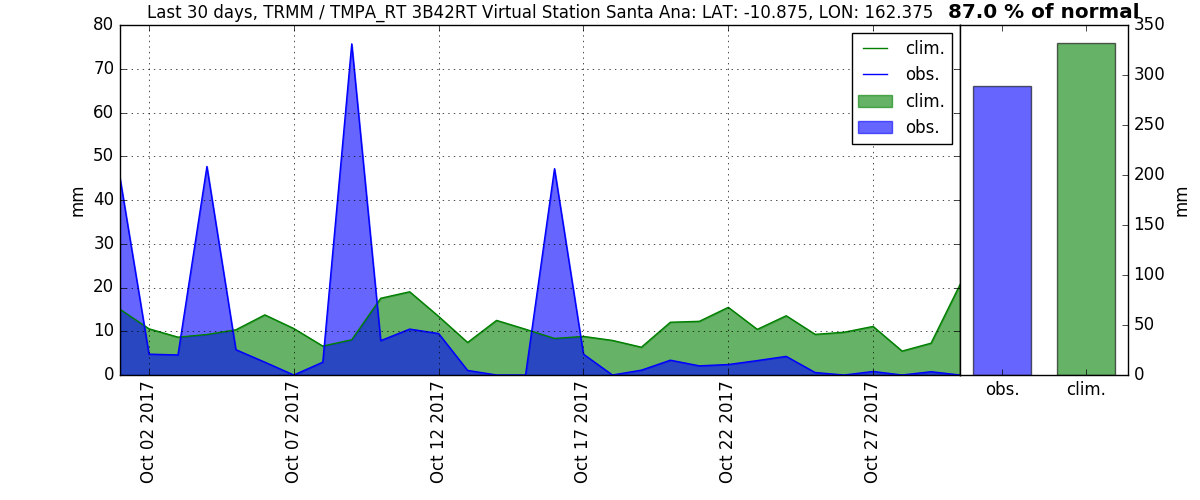 Last 30 days, TRMM / TMPA_RT 3B42RT Virtual Station Santa Ana: LAT: -10.875, LON: 162.375
87.0 % of normal
80
70
60
50
40
30
20
10
0
mm
clim.
obs.
clim.
obs.
Oct 02 2017
Oct 07 2017
Oct 12 2017
Oct 17 2017
Oct 22 2017
Oct 27 2017
350
300
250
200
150
100
50
0
mm
obs.
clim.